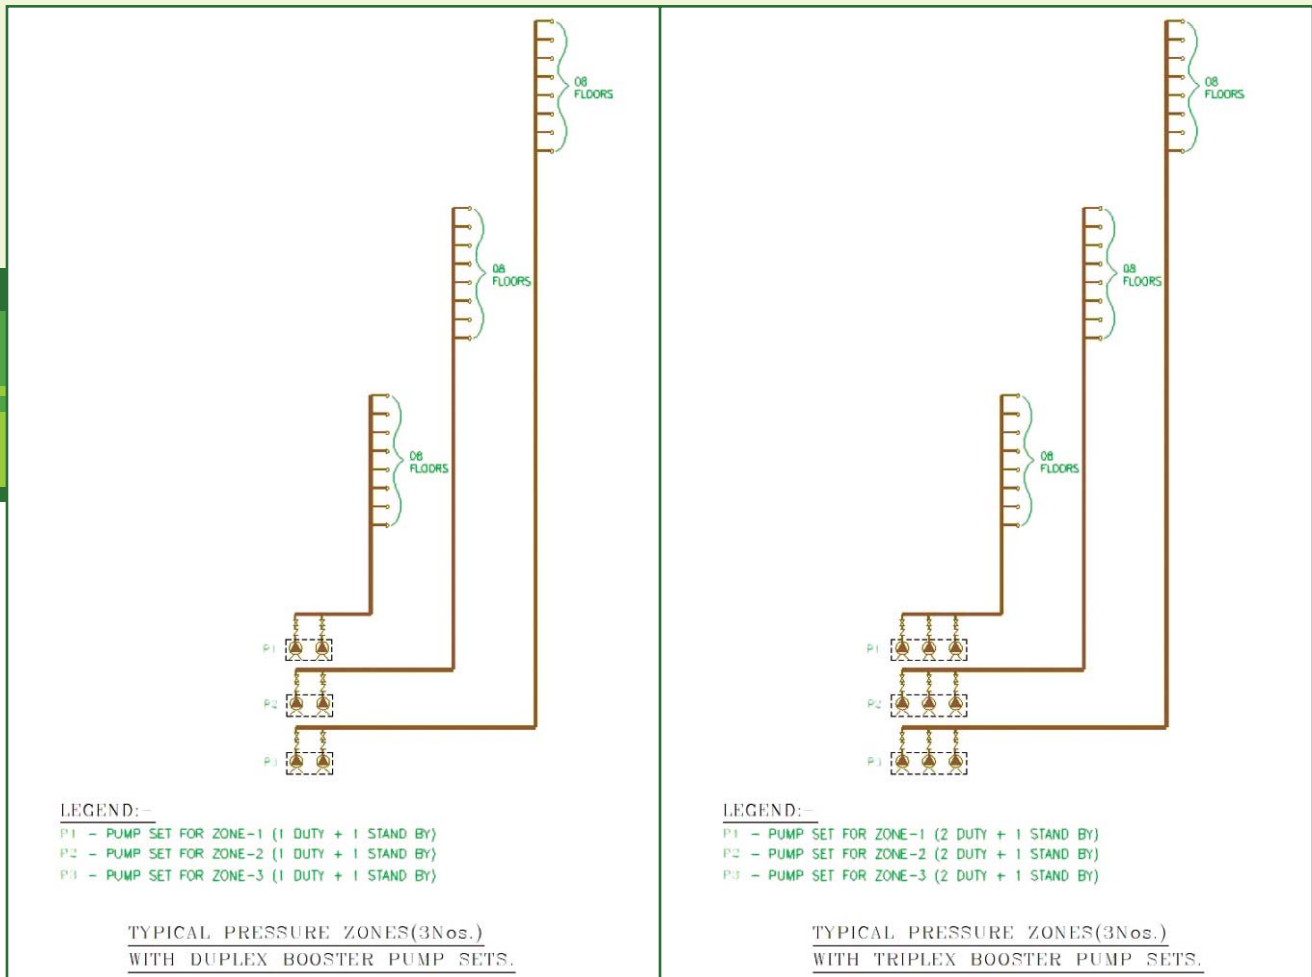 08
FLOORS
08
FLOORS
08
FLOORS
P1
P2
P3
LEGEND:-
P1 - PUMP SET FOR ZONE-1 (1 DUTY + 1 STAND BY)
P2 - PUMP SET FOR ZONE-2 (1 DUTY + 1 STAND BY)
P3 - PUMP SET FOR ZONE-3 (1 DUTY + 1 STAND BY)
TYPICAL PRESSURE ZONES(3Nos.)
WITH DUPLEX BOOSTER PUMP SETS.
08
FLOORS
08
FLOORS
08
FLOORS
P1
P2
P3
LEGEND:-
P1 - PUMP SET FOR ZONE-1 (2 DUTY + 1 STAND BY)
P2 - PUMP SET FOR ZONE-2 (2 DUTY + 1 STAND BY)
P3 - PUMP SET FOR ZONE-3 (2 DUTY + 1 STAND BY)
TYPICAL PRESSURE ZONES(3Nos.)
WITH TRIPLEX BOOSTER PUMP SETS.